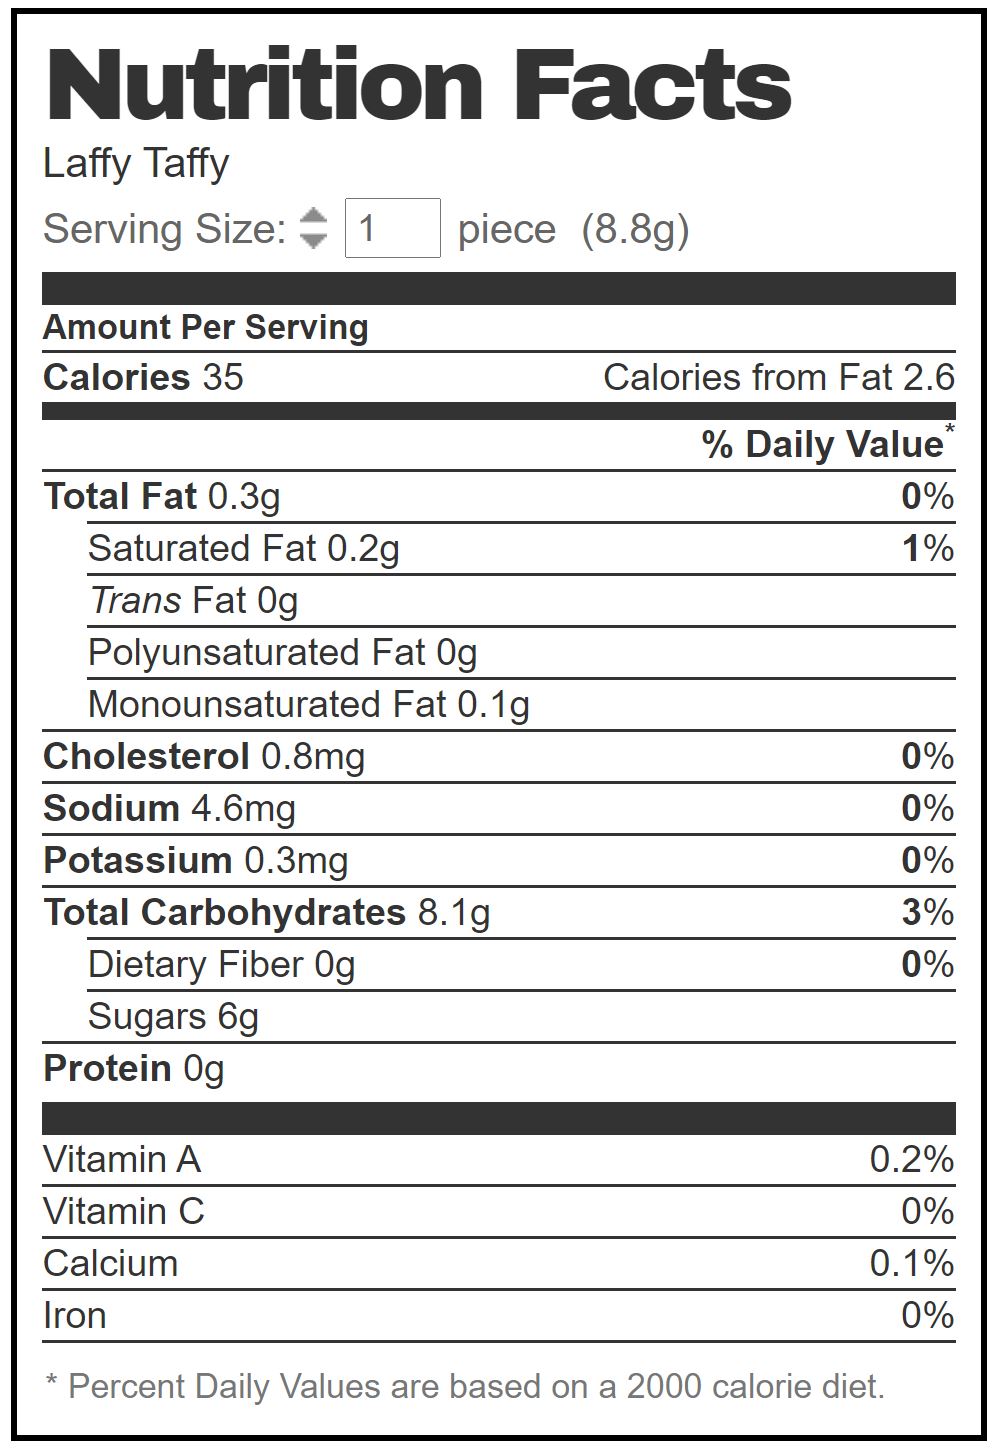 Nutrition Facts
Laffy Taffy
Serving Size: 1 piece (8.8g)
Amount Per Serving
Calories 35 Calories from Fat 2.6
% Daily Value*
Total Fat 0.3g 0%
Saturated Fat 0.2g 1%
Trans Fat 0g
Polyunsaturated Fat 0g
Monounsaturated Fat 0.1g
Cholesterol 0.8mg 0%
Sodium 4.6mg 0%
Potassium 0.3mg 0%
Total Carbohydrates 8.1g 3%
Dietary Fiber 0g 0%
Sugars 6g
Protein 0g
Vitamin A 0.2%
Vitamin C 0%
Calcium 0.1%
Iron 0%
* Percent Daily Values are based on a 2000 calorie diet.